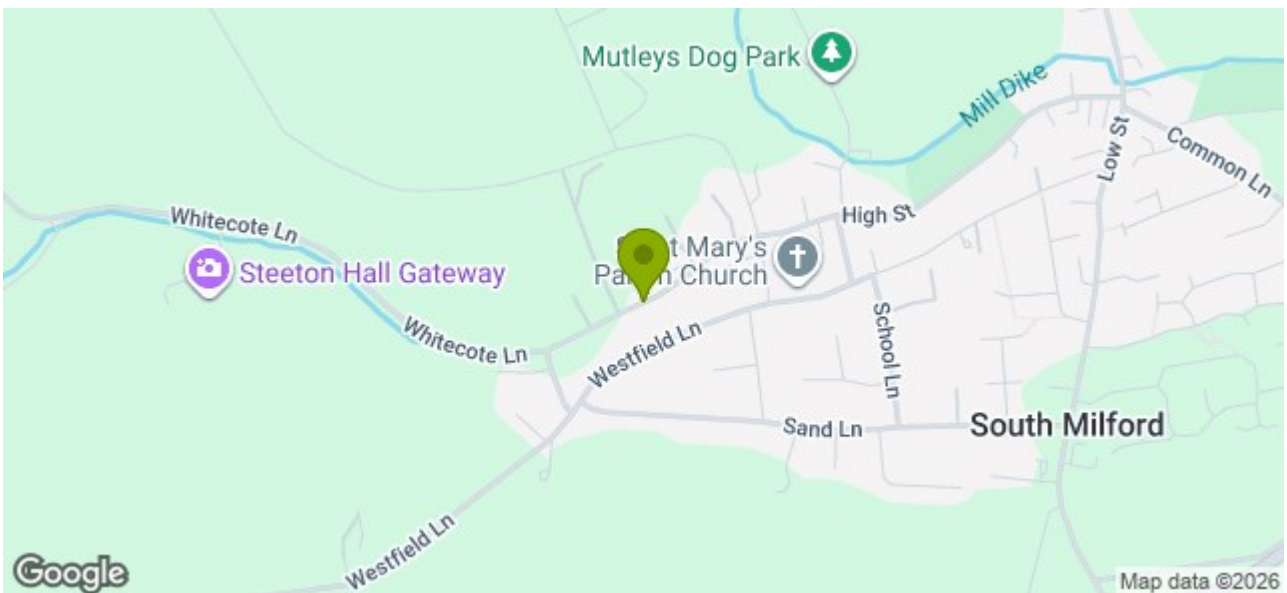 Mutleys Dog Park
Mill Dike
Low St
Common Ln
Whitecote Ln
High St
Mary's
Church
Steeton Hall Gateway
Whitecote Ln
Westfield Ln
School Ln
Sand Ln
South Milford
Westfield Ln
Google
Map data ©2026